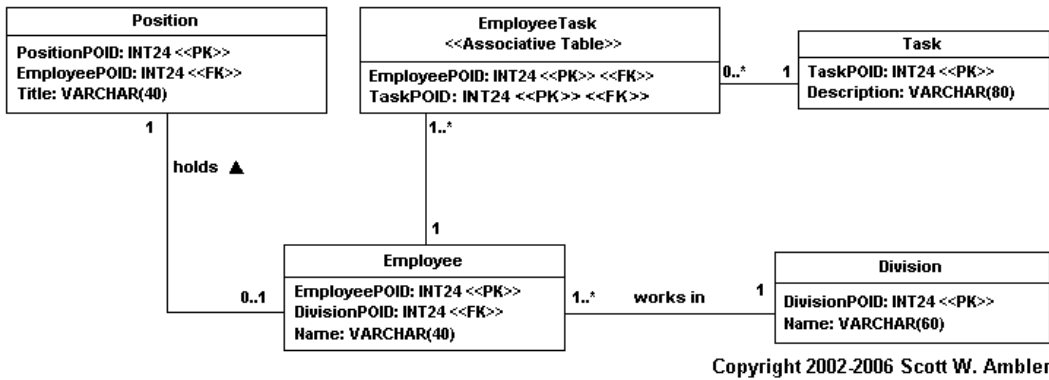 Position
PositionPOID: INT24 <<PK>>
EmployeePOID: INT24 <<FK>>
Title: VARCHAR(40)
EmployeeTask
<<Associative Table>>
EmployeePOID: INT24 <<PK>> <<FK>>
TaskPOID: INT24 <<PK>> <<FK>>
Task
TaskPOID: INT24 <<PK>>
Description: VARCHAR(80)
0..* 1
1
1..*
holds ▲
1
0..1
Employee
EmployeePOID: INT24 <<PK>>
DivisionPOID: INT24 <<FK>>
Name: VARCHAR(40)
1..* works in 1
Division
DivisionPOID: INT24 <<PK>>
Name: VARCHAR(60)
Copyright 2002-2006 Scott W. Ambler